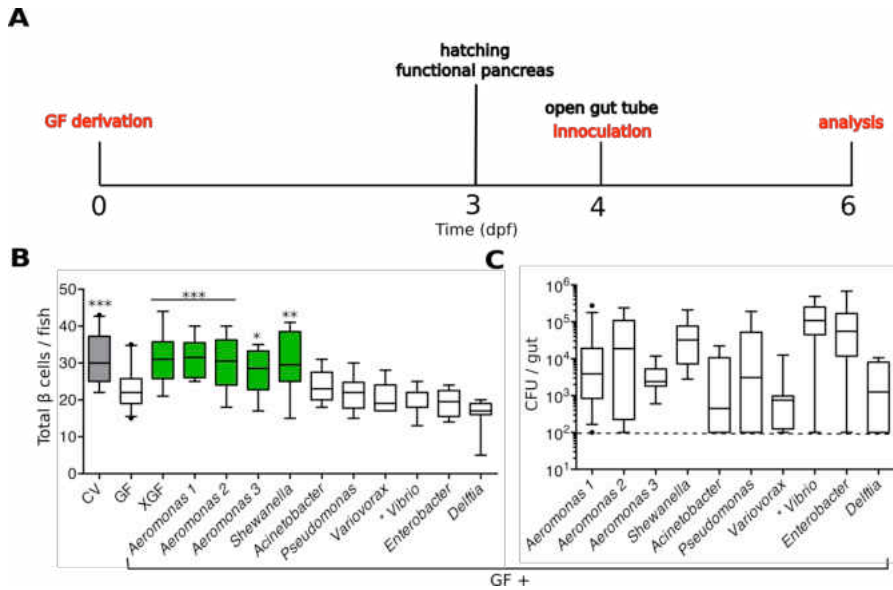 A
hatching
functional pancreas
open gut tube
GF derivation
innoculation
analysis
0
3
4
6
Time (dpf)
B
50
40
30
20
10
0
Total β cells / fish
***
***
*
**
CV
GF
XGF
Aeromonas 1
Aeromonas 2
Aeromonas 3
Shewanella
Acinetobacter
Pseudomonas
Variovorax
* Vibrio
Enterobacter
Delftia
C
10⁶
10⁵
10⁴
10³
10²
10¹
CFU / gut
Aeromonas 1
Aeromonas 2
Aeromonas 3
Shewanella
Acinetobacter
Pseudomonas
Variovorax
* Vibrio
Enterobacter
Delftia
GF +